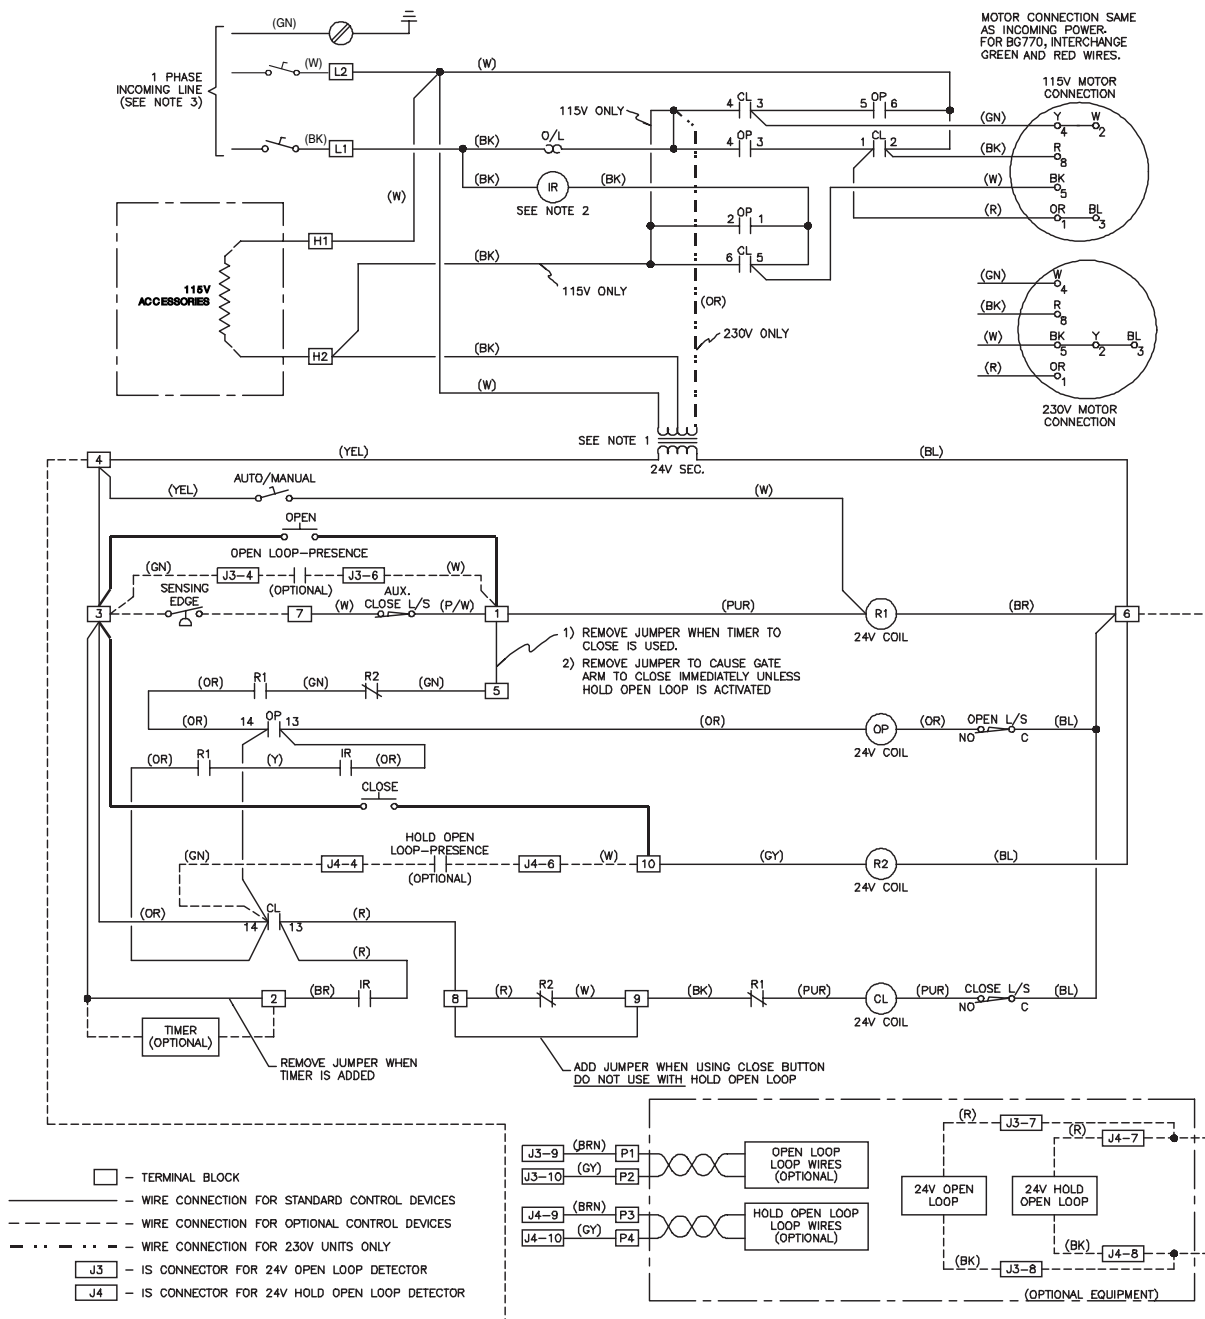 (GN)
MOTOR CONNECTION SAME
AS INCOMING POWER.
FOR BG770, INTERCHANGE
GREEN AND RED WIRES.
1 PHASE
INCOMING LINE
(SEE NOTE 3)
(W)
L2
(W)
115V MOTOR
CONNECTION
115V ONLY
4 CL 3
5 OP 6
(GN)
Y
4
W
2
(BK)
L1
(BK)
O/L
4 OP 3
1 CL 2
(BK)
R
8
(BK)
IR
(BK)
SEE NOTE 2
(W)
BK
5
(W)
2 OP 1
(R)
OR
1
BL
3
H1
(BK)
6 CL 5
115V
ACCESSORIES
115V ONLY
(OR)
(GN)
W
4
(BK)
R
8
230V ONLY
(W)
BK
5
Y
2
BL
3
H2
(BK)
(R)
OR
1
(W)
230V MOTOR
CONNECTION
SEE NOTE 1
24V SEC.
4
(YEL)
(BL)
AUTO/MANUAL
(YEL)
(W)
OPEN
OPEN LOOP-PRESENCE
(GN)
J3-4
J3-6
(W)
(OPTIONAL)
SENSING
EDGE
AUX.
CLOSE L/S
3
7
(W)
(P/W)
1
(PUR)
R1
24V COIL
(BR)
6
1) REMOVE JUMPER WHEN TIMER TO
CLOSE IS USED.
2) REMOVE JUMPER TO CAUSE GATE
ARM TO CLOSE IMMEDIATELY UNLESS
HOLD OPEN LOOP IS ACTIVATED
(OR)
R1
(GN)
R2
(GN)
5
(OR)
14 OP 13
(OR)
OP
24V COIL
(OR)
OPEN L/S
NO
C
(BL)
(OR)
R1
(Y)
IR
(OR)
CLOSE
HOLD OPEN
LOOP-PRESENCE
(GN)
J4-4
J4-6
(W)
10
(GY)
R2
(BL)
(OPTIONAL)
24V COIL
(OR)
14 CL 13
(R)
(R)
2
(BR)
IR
8
(R)
R2
(W)
9
(BK)
R1
(PUR)
CL
24V COIL
(PUR)
CLOSE L/S
NO
C
(BL)
TIMER
(OPTIONAL)
REMOVE JUMPER WHEN
TIMER IS ADDED
ADD JUMPER WHEN USING CLOSE BUTTON
DO NOT USE WITH HOLD OPEN LOOP
J3-9
(BRN)
P1
J3-10
(GY)
P2
OPEN LOOP
LOOP WIRES
(OPTIONAL)
J4-9
(BRN)
P3
J4-10
(GY)
P4
HOLD OPEN LOOP
LOOP WIRES
(OPTIONAL)
(R)
J3-7
(R)
J4-7
24V OPEN
LOOP
24V HOLD
OPEN LOOP
(BK)
J4-8
(BK)
J3-8
(OPTIONAL EQUIPMENT)
- TERMINAL BLOCK
- WIRE CONNECTION FOR STANDARD CONTROL DEVICES
- WIRE CONNECTION FOR OPTIONAL CONTROL DEVICES
- WIRE CONNECTION FOR 230V UNITS ONLY
J3 - IS CONNECTOR FOR 24V OPEN LOOP DETECTOR
J4 - IS CONNECTOR FOR 24V HOLD OPEN LOOP DETECTOR